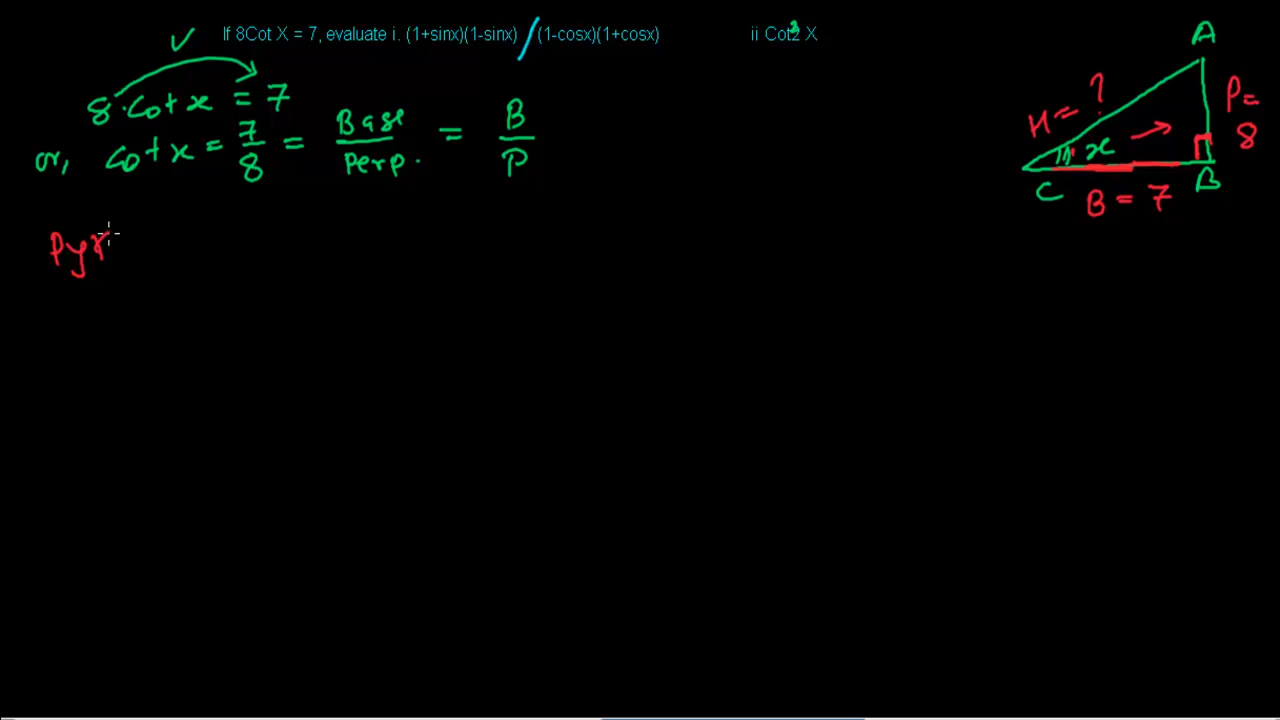 If 8Cot X = 7, evaluate i. (1+sinx)(1-sinx) / (1-cosx)(1+cosx) ii Cot2 X
✓
8·cot x = 7
or, cot x = 7/8 = Base/Perp. = B/P
Py
A
H = ?
P = 8
x
C
B
B = 7